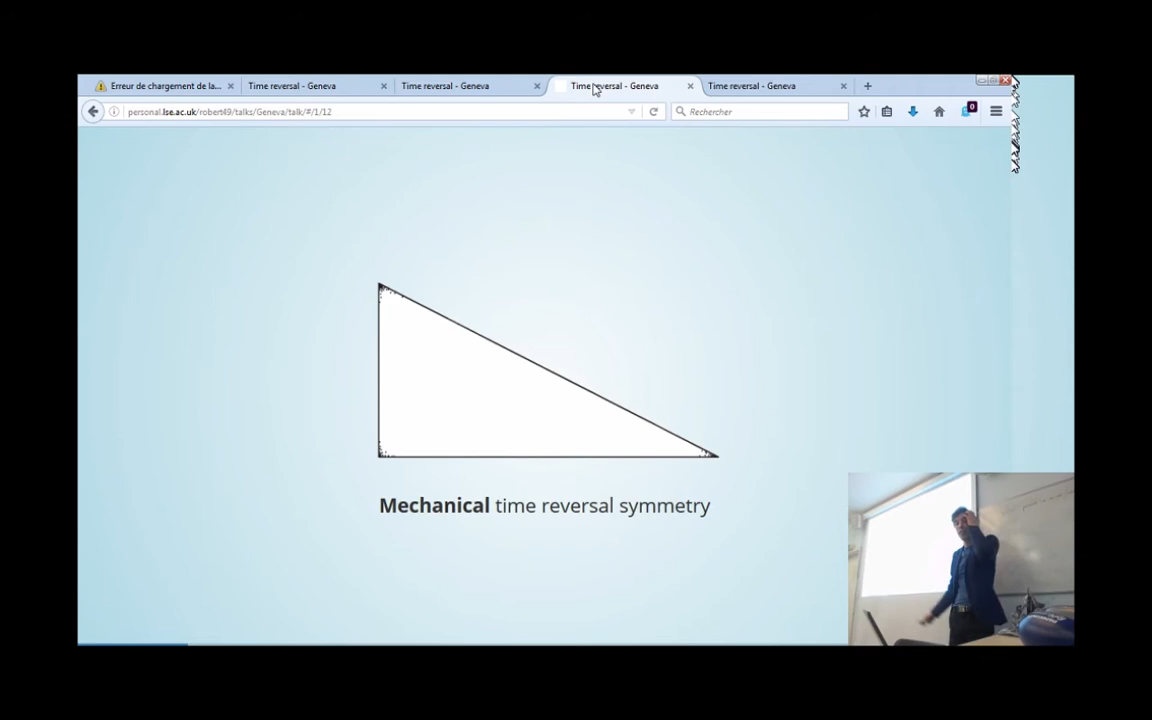 Erreur de chargement de la...
Time reversal - Geneva
Time reversal - Geneva
Time reversal - Geneva
Time reversal - Geneva
personal.lse.ac.uk/robert49/talks/Geneva/talk/#/1/12
Rechercher
0
Mechanical time reversal symmetry